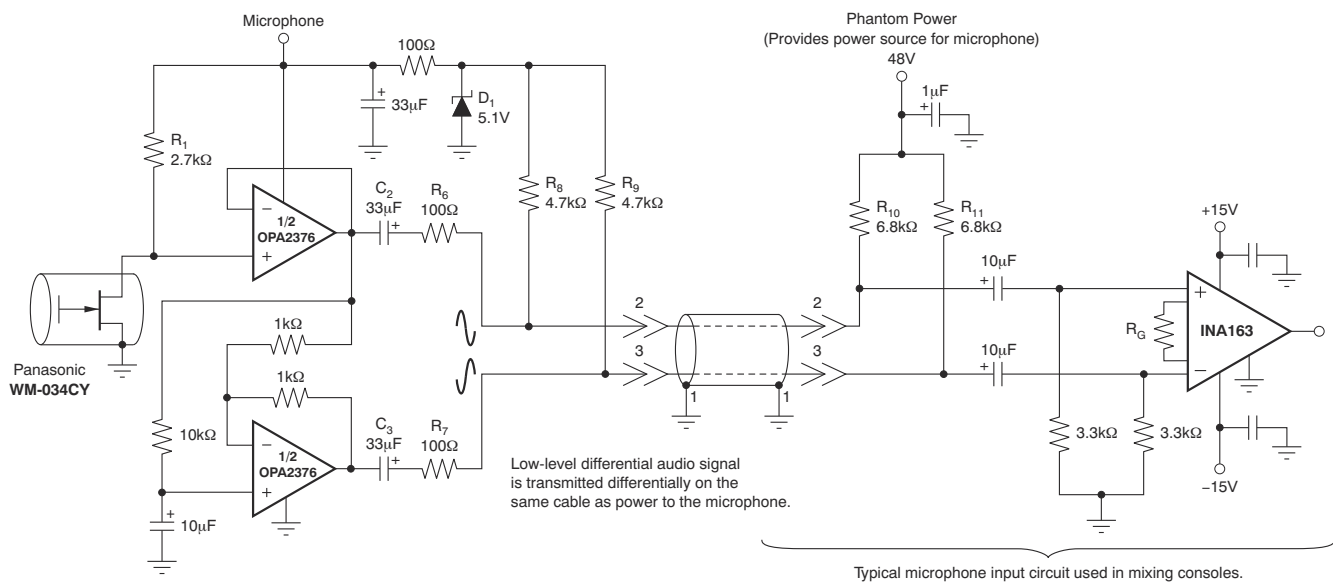 Microphone
100Ω
+
33µF
D1
5.1V
R1
2.7kΩ
−
1/2
OPA2376
+
C2
33µF
+
R6
100Ω
R8
4.7kΩ
R9
4.7kΩ
Panasonic
WM-034CY
1kΩ
1kΩ
10kΩ
−
1/2
OPA2376
+
+
10µF
C3
33µF
+
R7
100Ω
2
3
1
2
3
1
Low-level differential audio signal
is transmitted differentially on the
same cable as power to the microphone.
Phantom Power
(Provides power source for microphone)
48V
1µF
+
R10
6.8kΩ
R11
6.8kΩ
10µF
+
10µF
+
+15V
+
RG
INA163
−
3.3kΩ
3.3kΩ
−15V
Typical microphone input circuit used in mixing consoles.